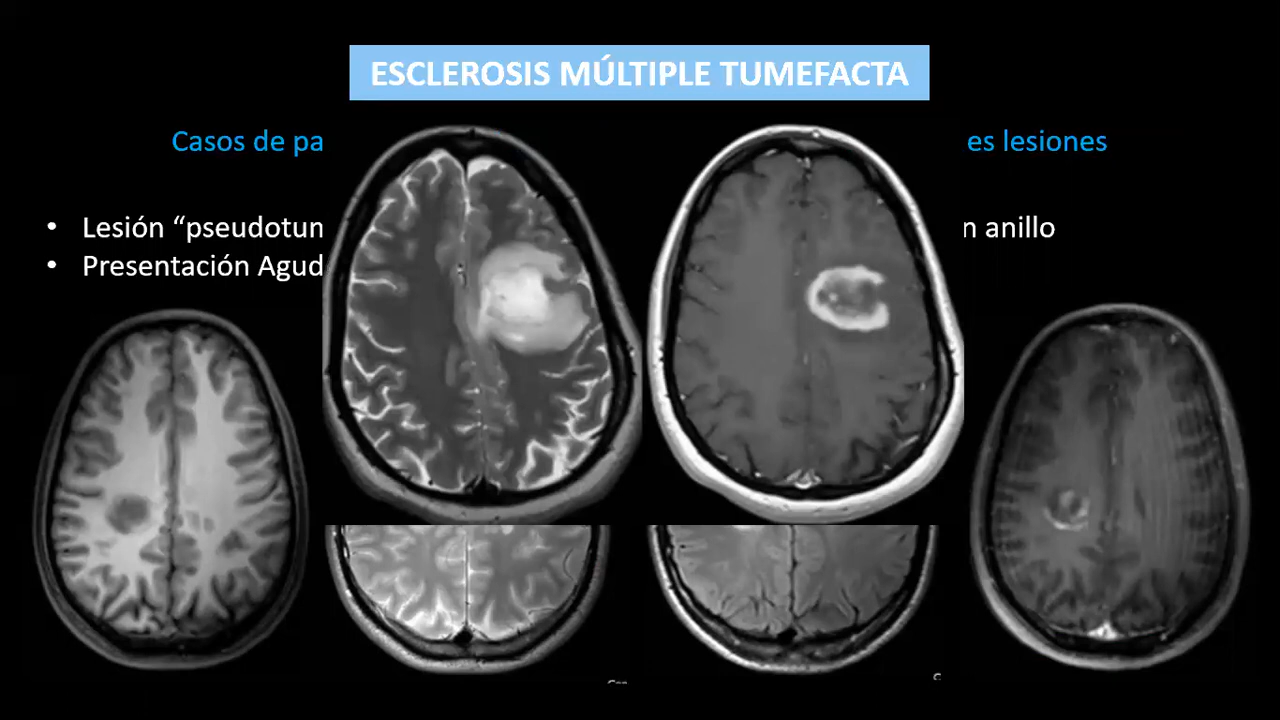 ESCLEROSIS MÚLTIPLE TUMEFACTA
Casos de pa es lesiones
• Lesión “pseudotun n anillo
• Presentación Agud